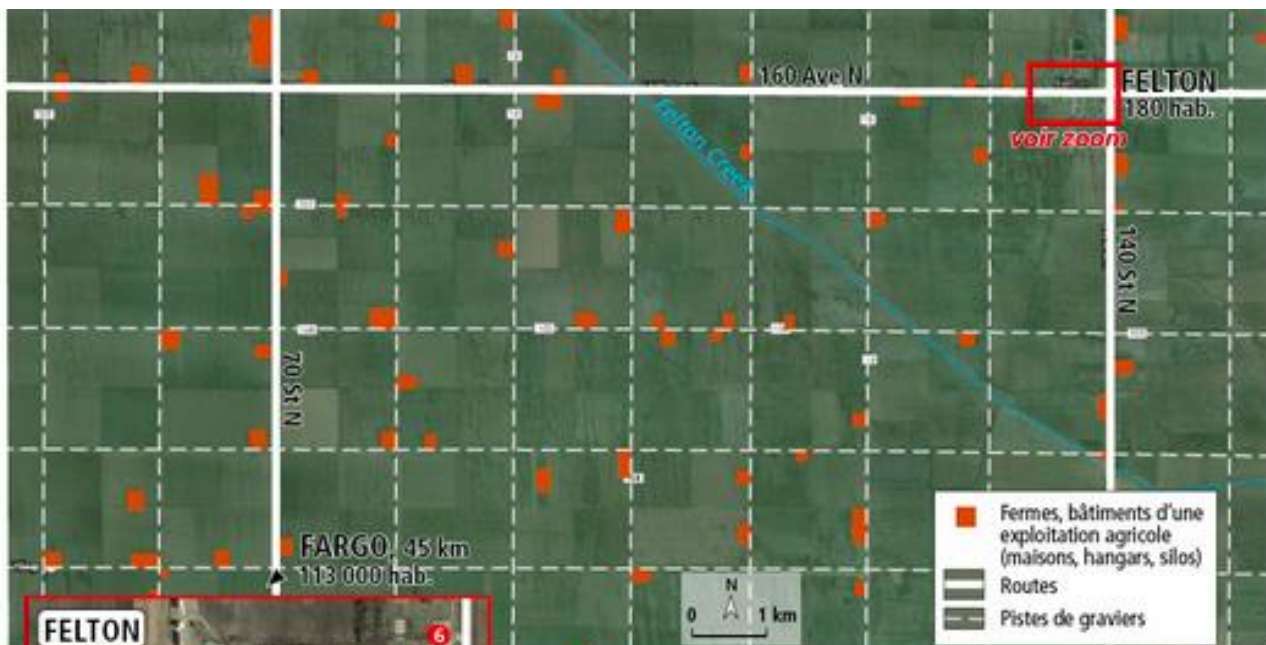 160 Ave N
FELTON
180 hab.
voir zoom
Felton Creek
140 St N
70 St N
FARGO, 45 km
113 000 hab.
N
0 1 km
Fermes, bâtiments d'une
exploitation agricole
(maisons, hangars, silos)
Routes
Pistes de graviers
FELTON
6